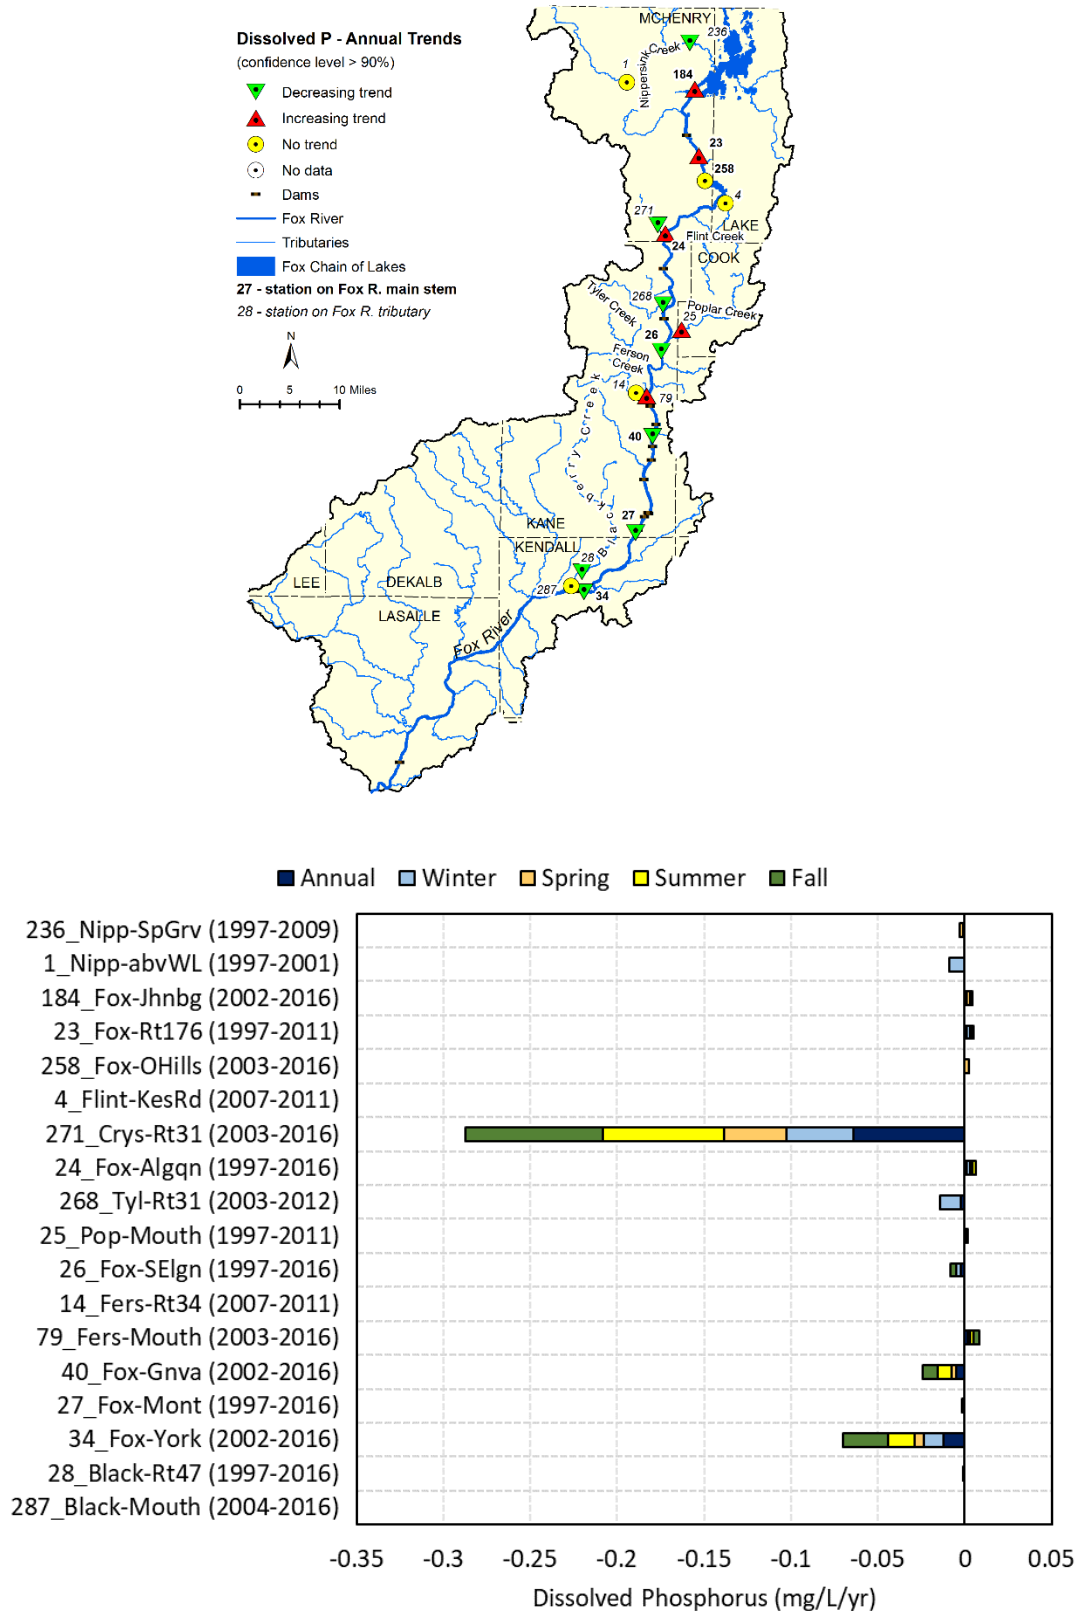 Dissolved P - Annual Trends
(confidence level > 90%)
Decreasing trend
Increasing trend
No trend
No data
Dams
Fox River
Tributaries
Fox Chain of Lakes
27 - station on Fox R. main stem
28 - station on Fox R. tributary
N
0 5 10 Miles
MCHENRY
236
Nippersink Creek
1
184
23
258
4
271
LAKE
Flint Creek
24
COOK
268
Tyler Creek
Poplar Creek
25
26
Ferson Creek
14
79
Blackberry Creek
40
27
KANE
KENDALL
28
287
34
LEE
DEKALB
LASALLE
Fox River
Annual Winter Spring Summer Fall
236_Nipp-SpGrv (1997-2009)
1_Nipp-abvWL (1997-2001)
184_Fox-Jhnbg (2002-2016)
23_Fox-Rt176 (1997-2011)
258_Fox-OHills (2003-2016)
4_Flint-KesRd (2007-2011)
271_Crys-Rt31 (2003-2016)
24_Fox-Algqn (1997-2016)
268_Tyl-Rt31 (2003-2012)
25_Pop-Mouth (1997-2011)
26_Fox-SElgn (1997-2016)
14_Fers-Rt34 (2007-2011)
79_Fers-Mouth (2003-2016)
40_Fox-Gnva (2002-2016)
27_Fox-Mont (1997-2016)
34_Fox-York (2002-2016)
28_Black-Rt47 (1997-2016)
287_Black-Mouth (2004-2016)
-0.35 -0.3 -0.25 -0.2 -0.15 -0.1 -0.05 0 0.05
Dissolved Phosphorus (mg/L/yr)